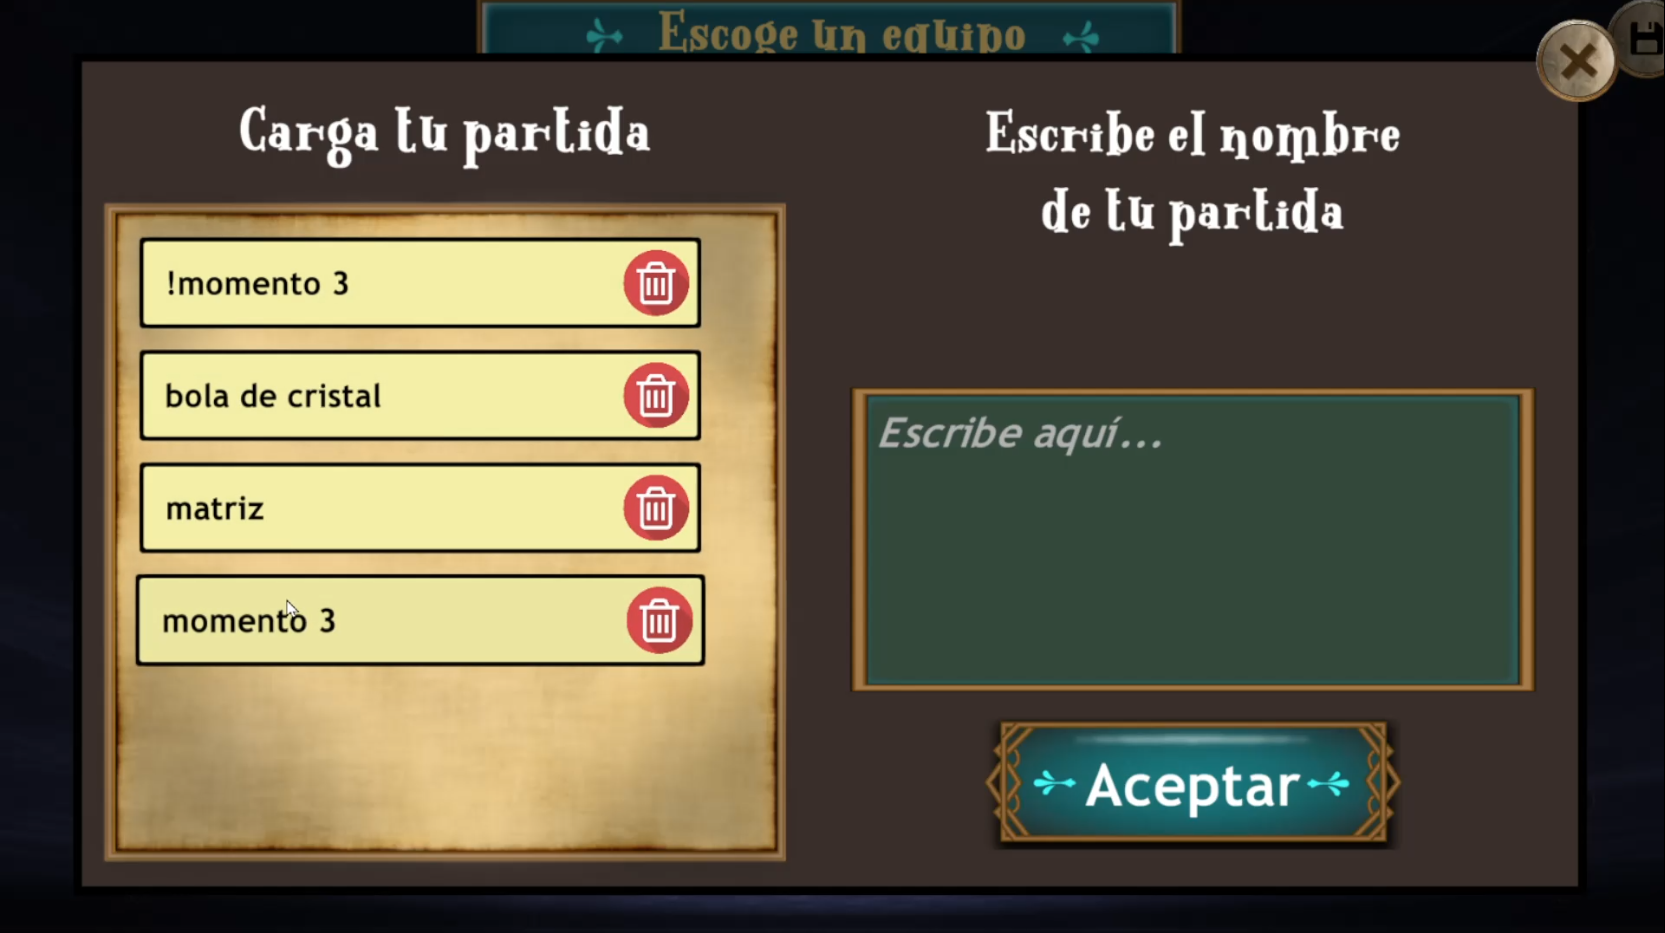 Escoge un equipo
Carga tu partida
!momento 3
bola de cristal
matriz
momento 3
Escribe el nombre
de tu partida
Escribe aquí...
Aceptar